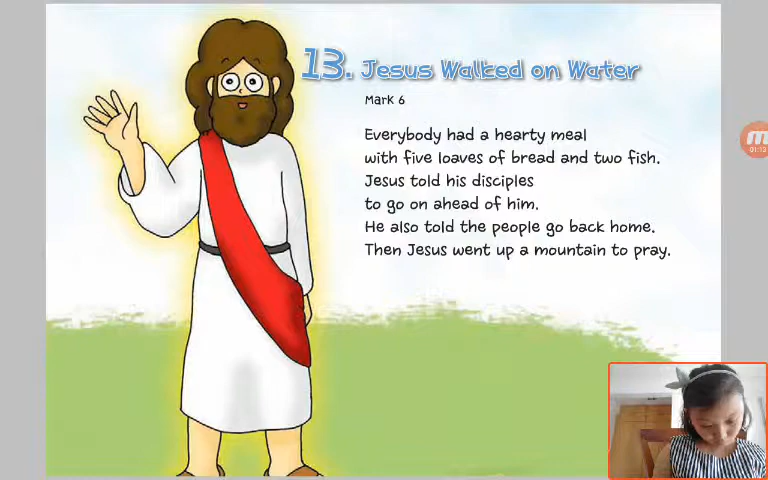 13. Jesus Walked on Water
Mark 6
Everybody had a hearty meal
with five loaves of bread and two fish.
Jesus told his disciples
to go on ahead of him.
He also told the people go back home.
Then Jesus went up a mountain to pray.
M
01:13